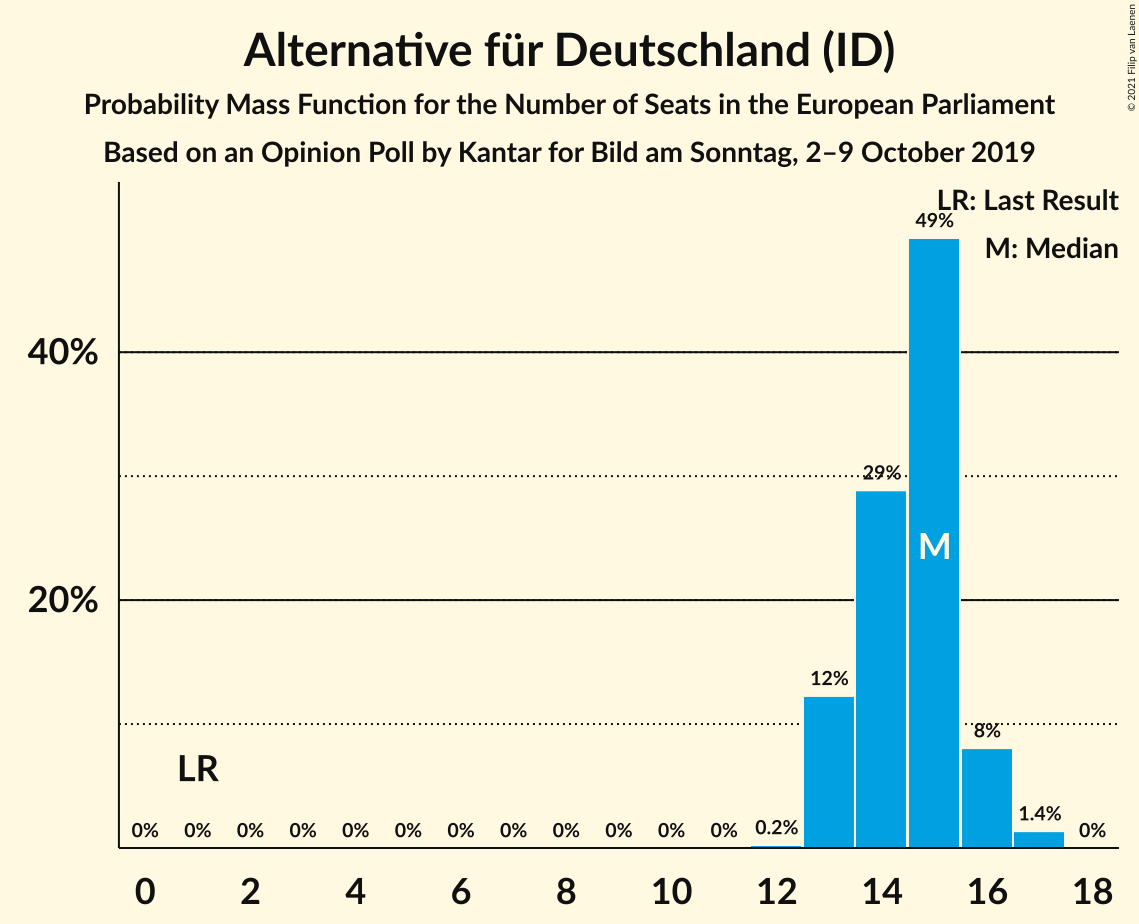 Alternative für Deutschland (ID)
Probability Mass Function for the Number of Seats in the European Parliament
Based on an Opinion Poll by Kantar for Bild am Sonntag, 2–9 October 2019
© 2021 Filip van Laenen
LR: Last Result
M: Median
40%
20%
0% 0% 0% 0% 0% 0% 0% 0% 0% 0% 0% 0% 0.2% 12% 29% 49% 8% 1.4% 0%
LR
M
0 2 4 6 8 10 12 14 16 18